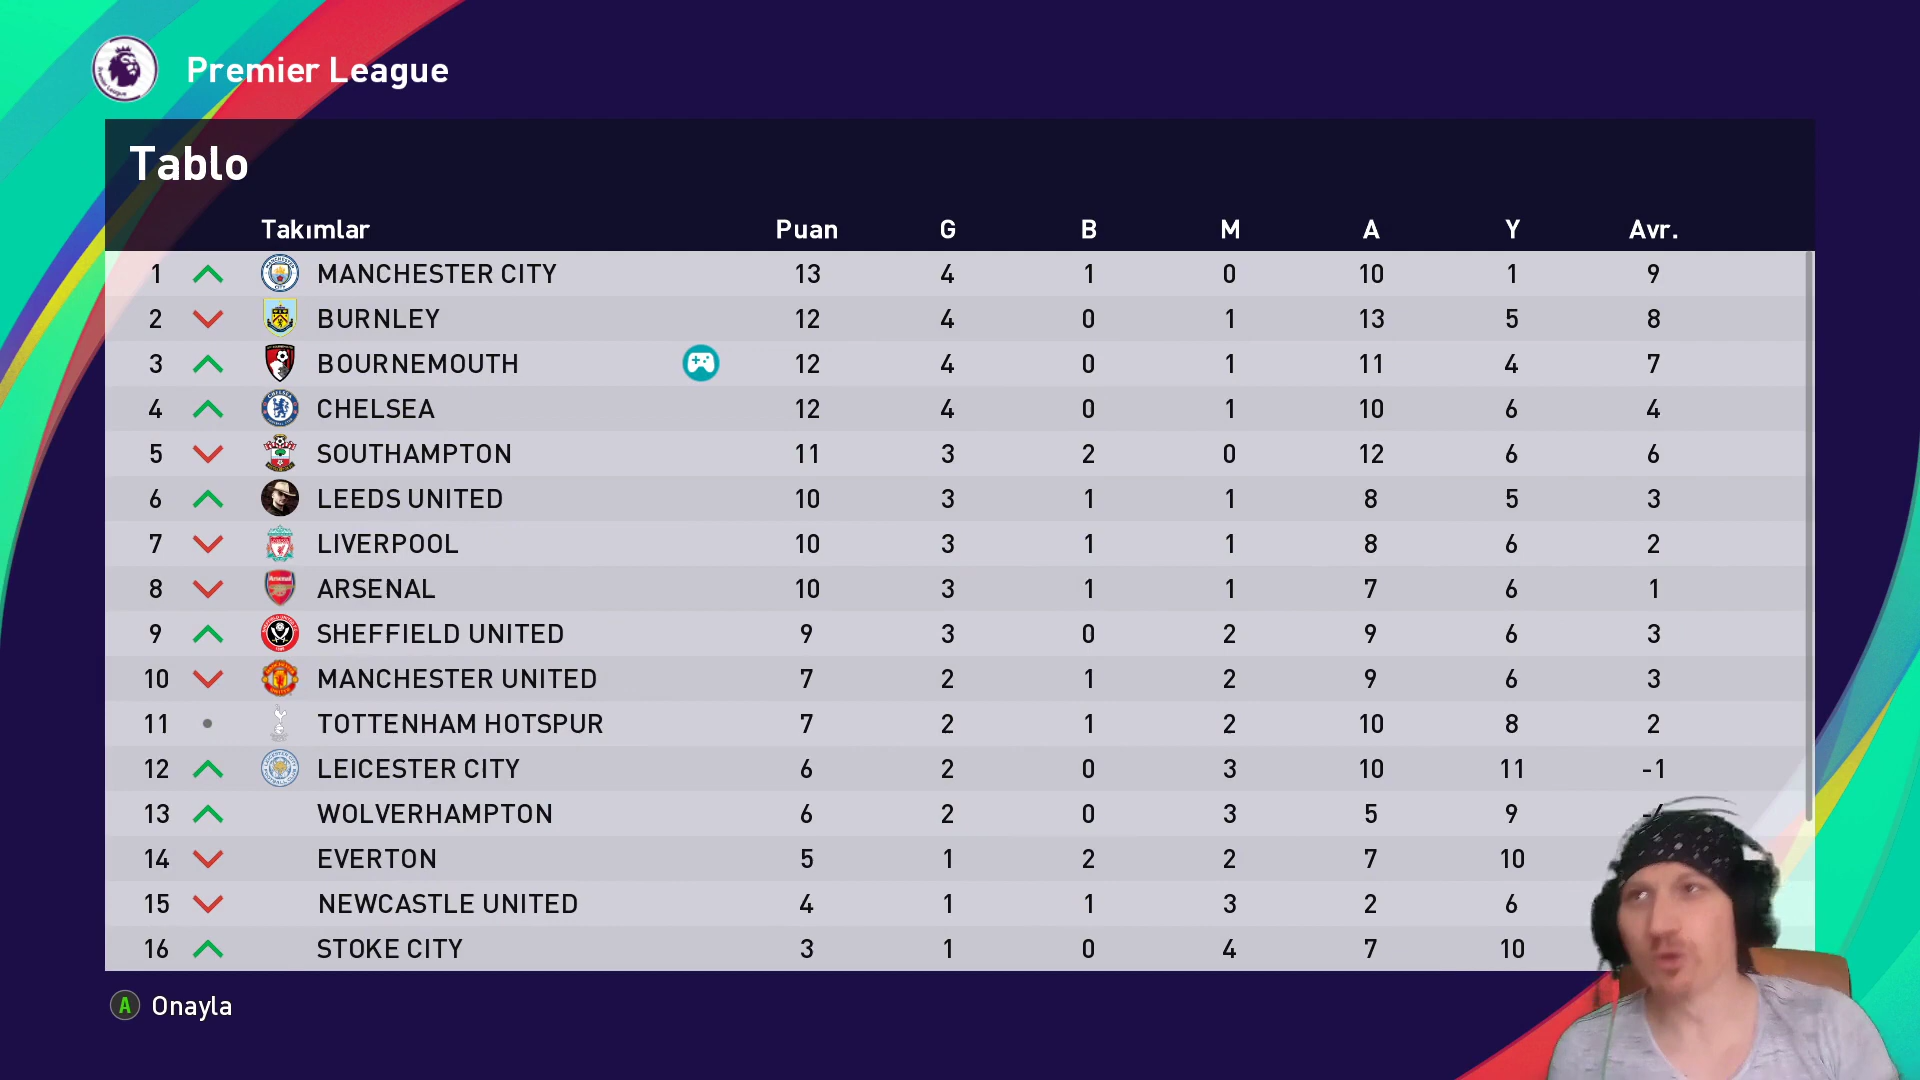 Premier League
Tablo
Takımlar Puan G B M A Y Avr.
1 MANCHESTER CITY 13 4 1 0 10 1 9
2 BURNLEY 12 4 0 1 13 5 8
3 BOURNEMOUTH 12 4 0 1 11 4 7
4 CHELSEA 12 4 0 1 10 6 4
5 SOUTHAMPTON 11 3 2 0 12 6 6
6 LEEDS UNITED 10 3 1 1 8 5 3
7 LIVERPOOL 10 3 1 1 8 6 2
8 ARSENAL 10 3 1 1 7 6 1
9 SHEFFIELD UNITED 9 3 0 2 9 6 3
10 MANCHESTER UNITED 7 2 1 2 9 6 3
11 TOTTENHAM HOTSPUR 7 2 1 2 10 8 2
12 LEICESTER CITY 6 2 0 3 10 11 -1
13 WOLVERHAMPTON 6 2 0 3 5 9
14 EVERTON 5 1 2 2 7 10
15 NEWCASTLE UNITED 4 1 1 3 2 6
16 STOKE CITY 3 1 0 4 7 10
A Onayla